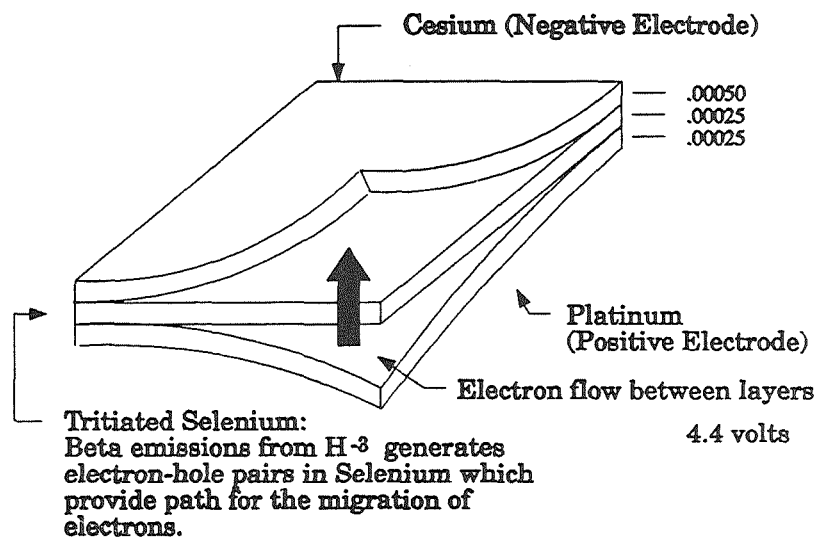 Cesium (Negative Electrode)
.00050
.00025
.00025
Platinum
(Positive Electrode)
Electron flow between layers
4.4 volts
Tritiated Selenium:
Beta emissions from H-3 generates
electron-hole pairs in Selenium which
provide path for the migration of
electrons.